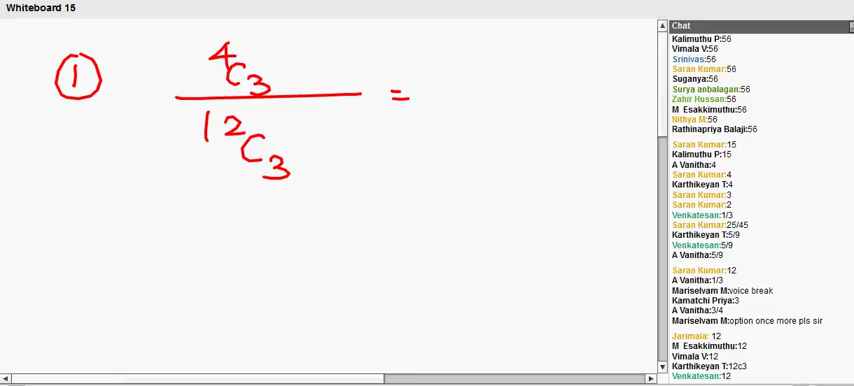 Whiteboard 15
1
4C3
=
12C3
Chat
Kalimuthu P:56
Vimala V:56
Srinivas:56
Saran Kumar:56
Suganya:56
Surya anbalagan:56
Zahir Hussan:56
M Esakkimuthu:56
Nithya M:56
Rathinapriya Balaji:56
Saran Kumar:15
Kalimuthu P:15
A Vanitha:4
Saran Kumar:4
Karthikeyan T:4
Saran Kumar:3
Saran Kumar:2
Venkatesan:1/3
Saran Kumar:25/45
Karthikeyan T:5/9
Venkatesan:5/9
A Vanitha:5/9
Saran Kumar:12
A Vanitha:1/3
Mariselvam M:voice break
Kamatchi Priya:3
A Vanitha:3/4
Mariselvam M:option once more pls sir
Jarimala: 12
M Esakkimuthu:12
Vimala V:12
Karthikeyan T:12c3
Venkatesan:12